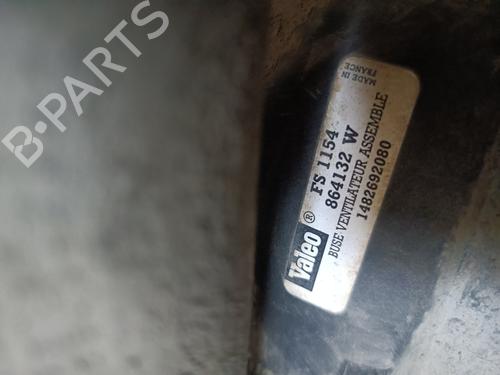 B-PARTS
Valeo®
FS 1154
864132 W
BUSE VENTILATEUR ASSEMBLE
1482692080
MADE IN
FRANCE